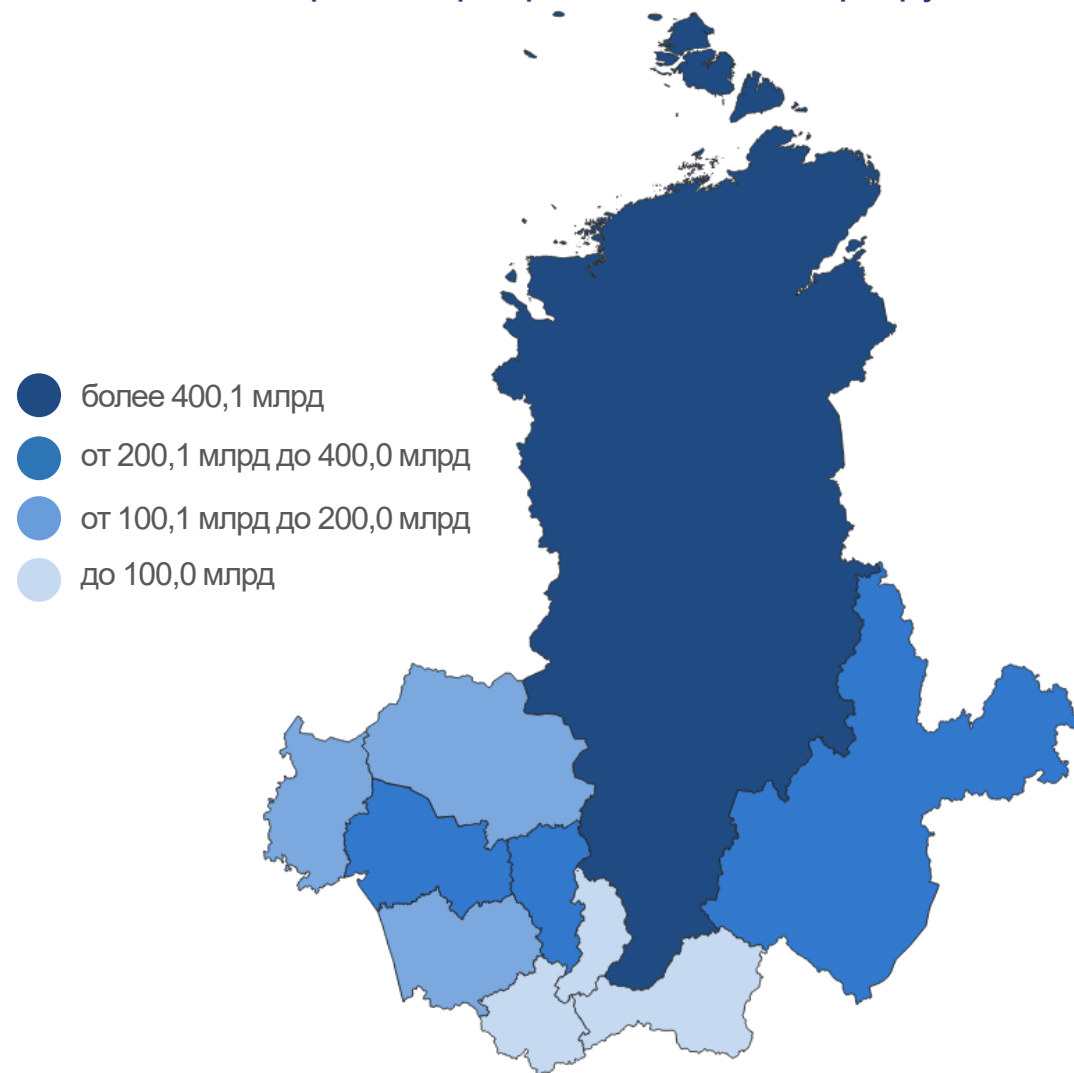 более 400,1 млрд
от 200,1 млрд до 400,0 млрд
от 100,1 млрд до 200,0 млрд
до 100,0 млрд